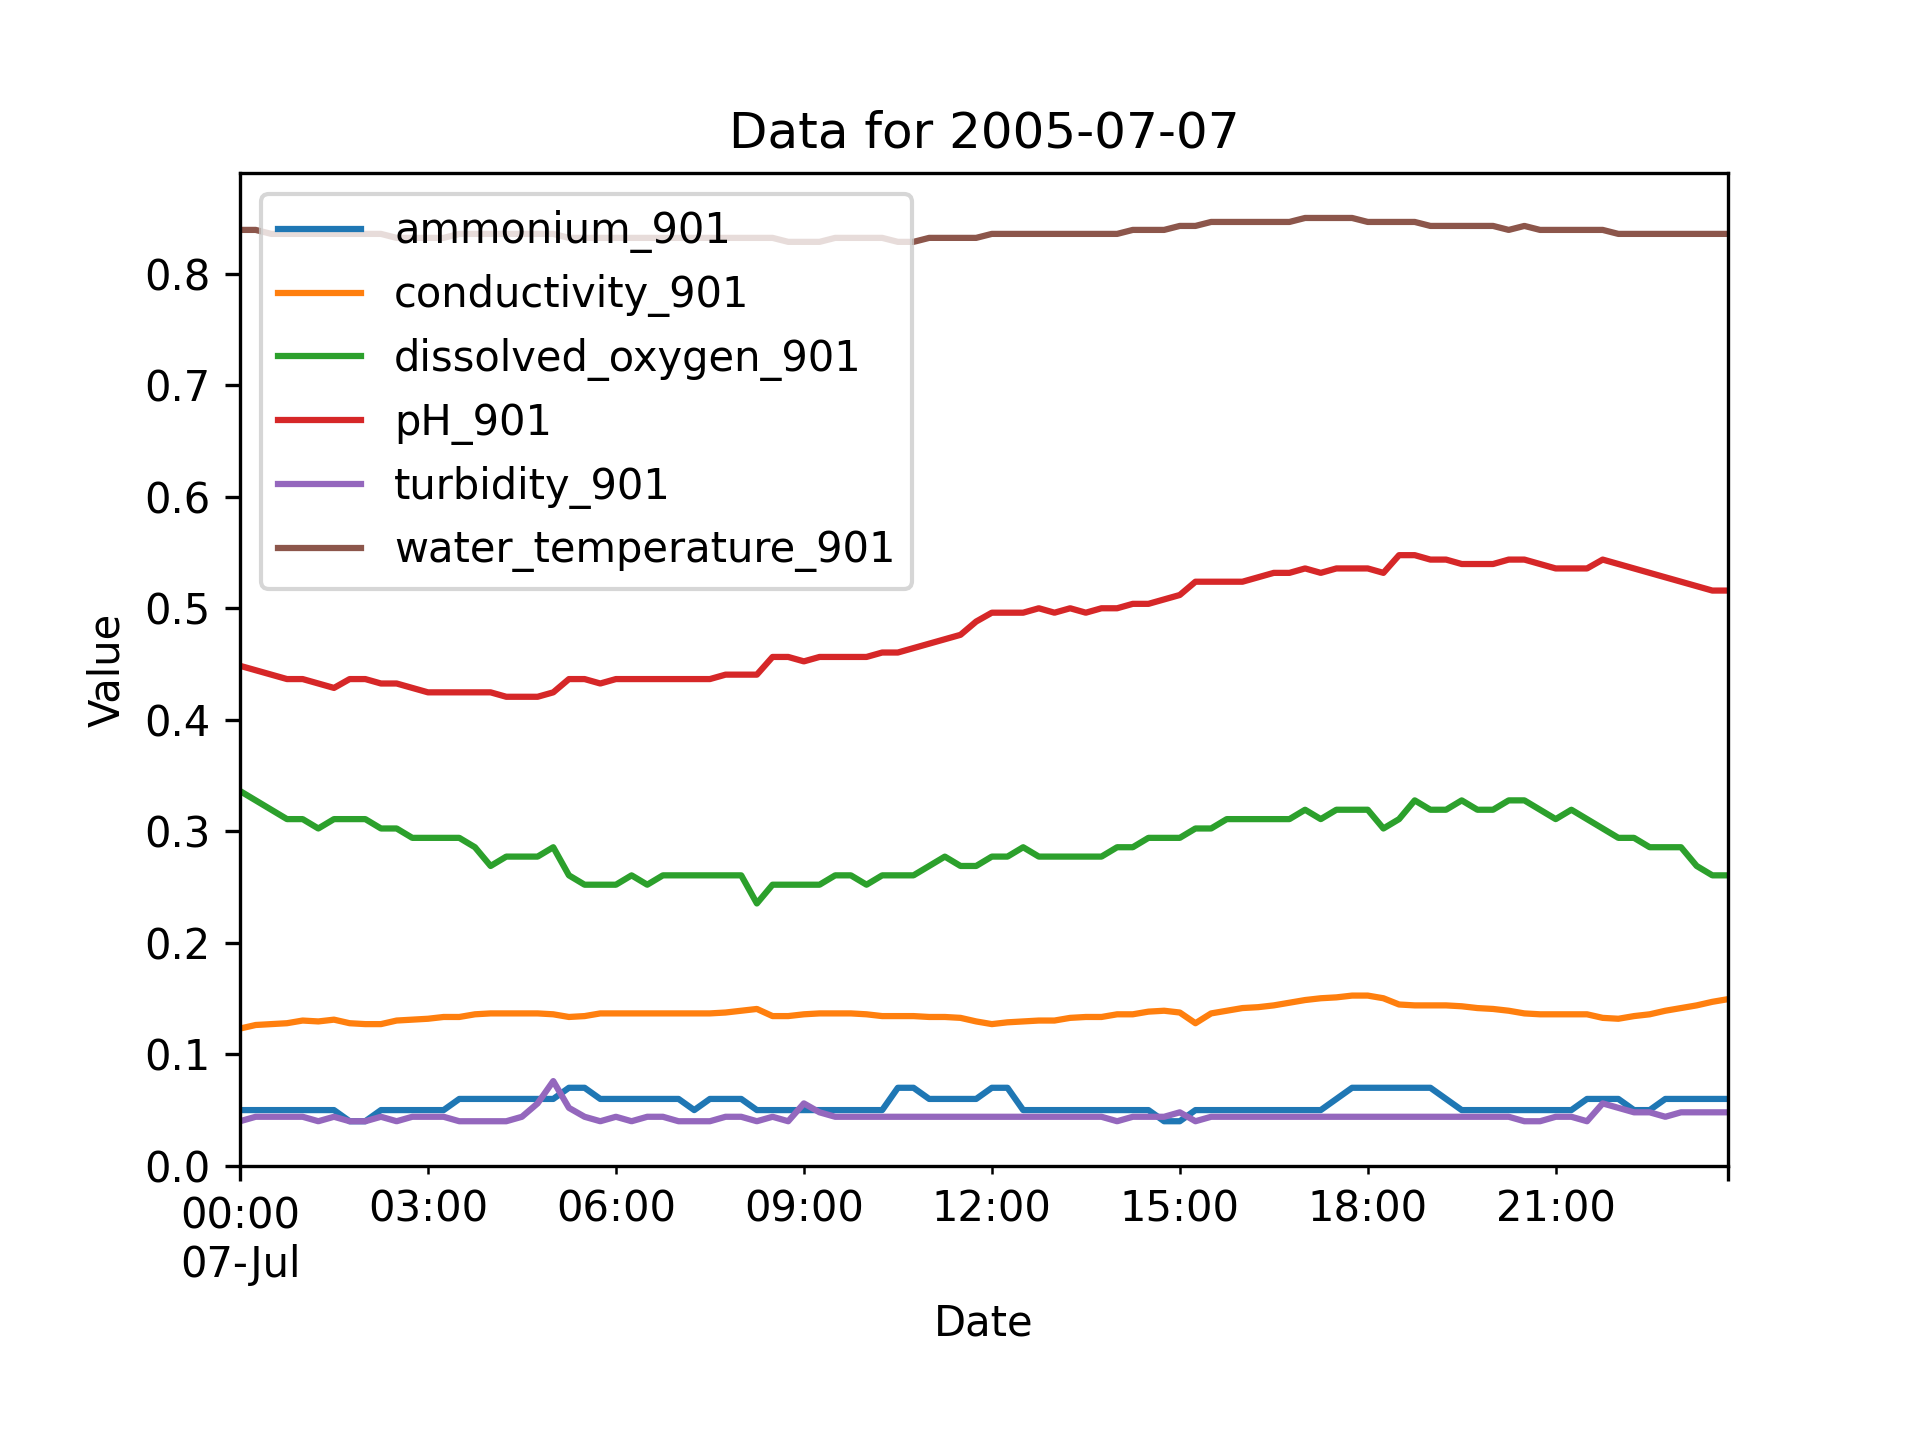 Data for 2005-07-07
ammonium_901
conductivity_901
dissolved_oxygen_901
pH_901
turbidity_901
water_temperature_901
Value
0.8
0.7
0.6
0.5
0.4
0.3
0.2
0.1
0.0
00:00 03:00 06:00 09:00 12:00 15:00 18:00 21:00
07-Jul
Date